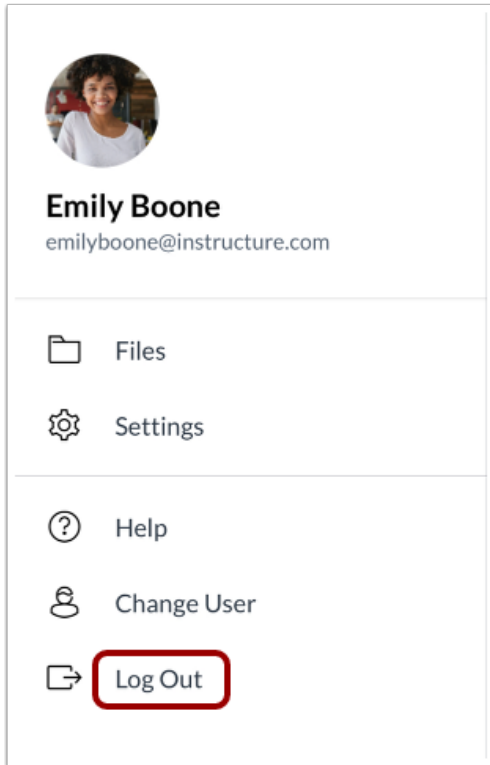 Emily Boone
emilyboone@instructure.com
Files
Settings
Help
Change User
Log Out